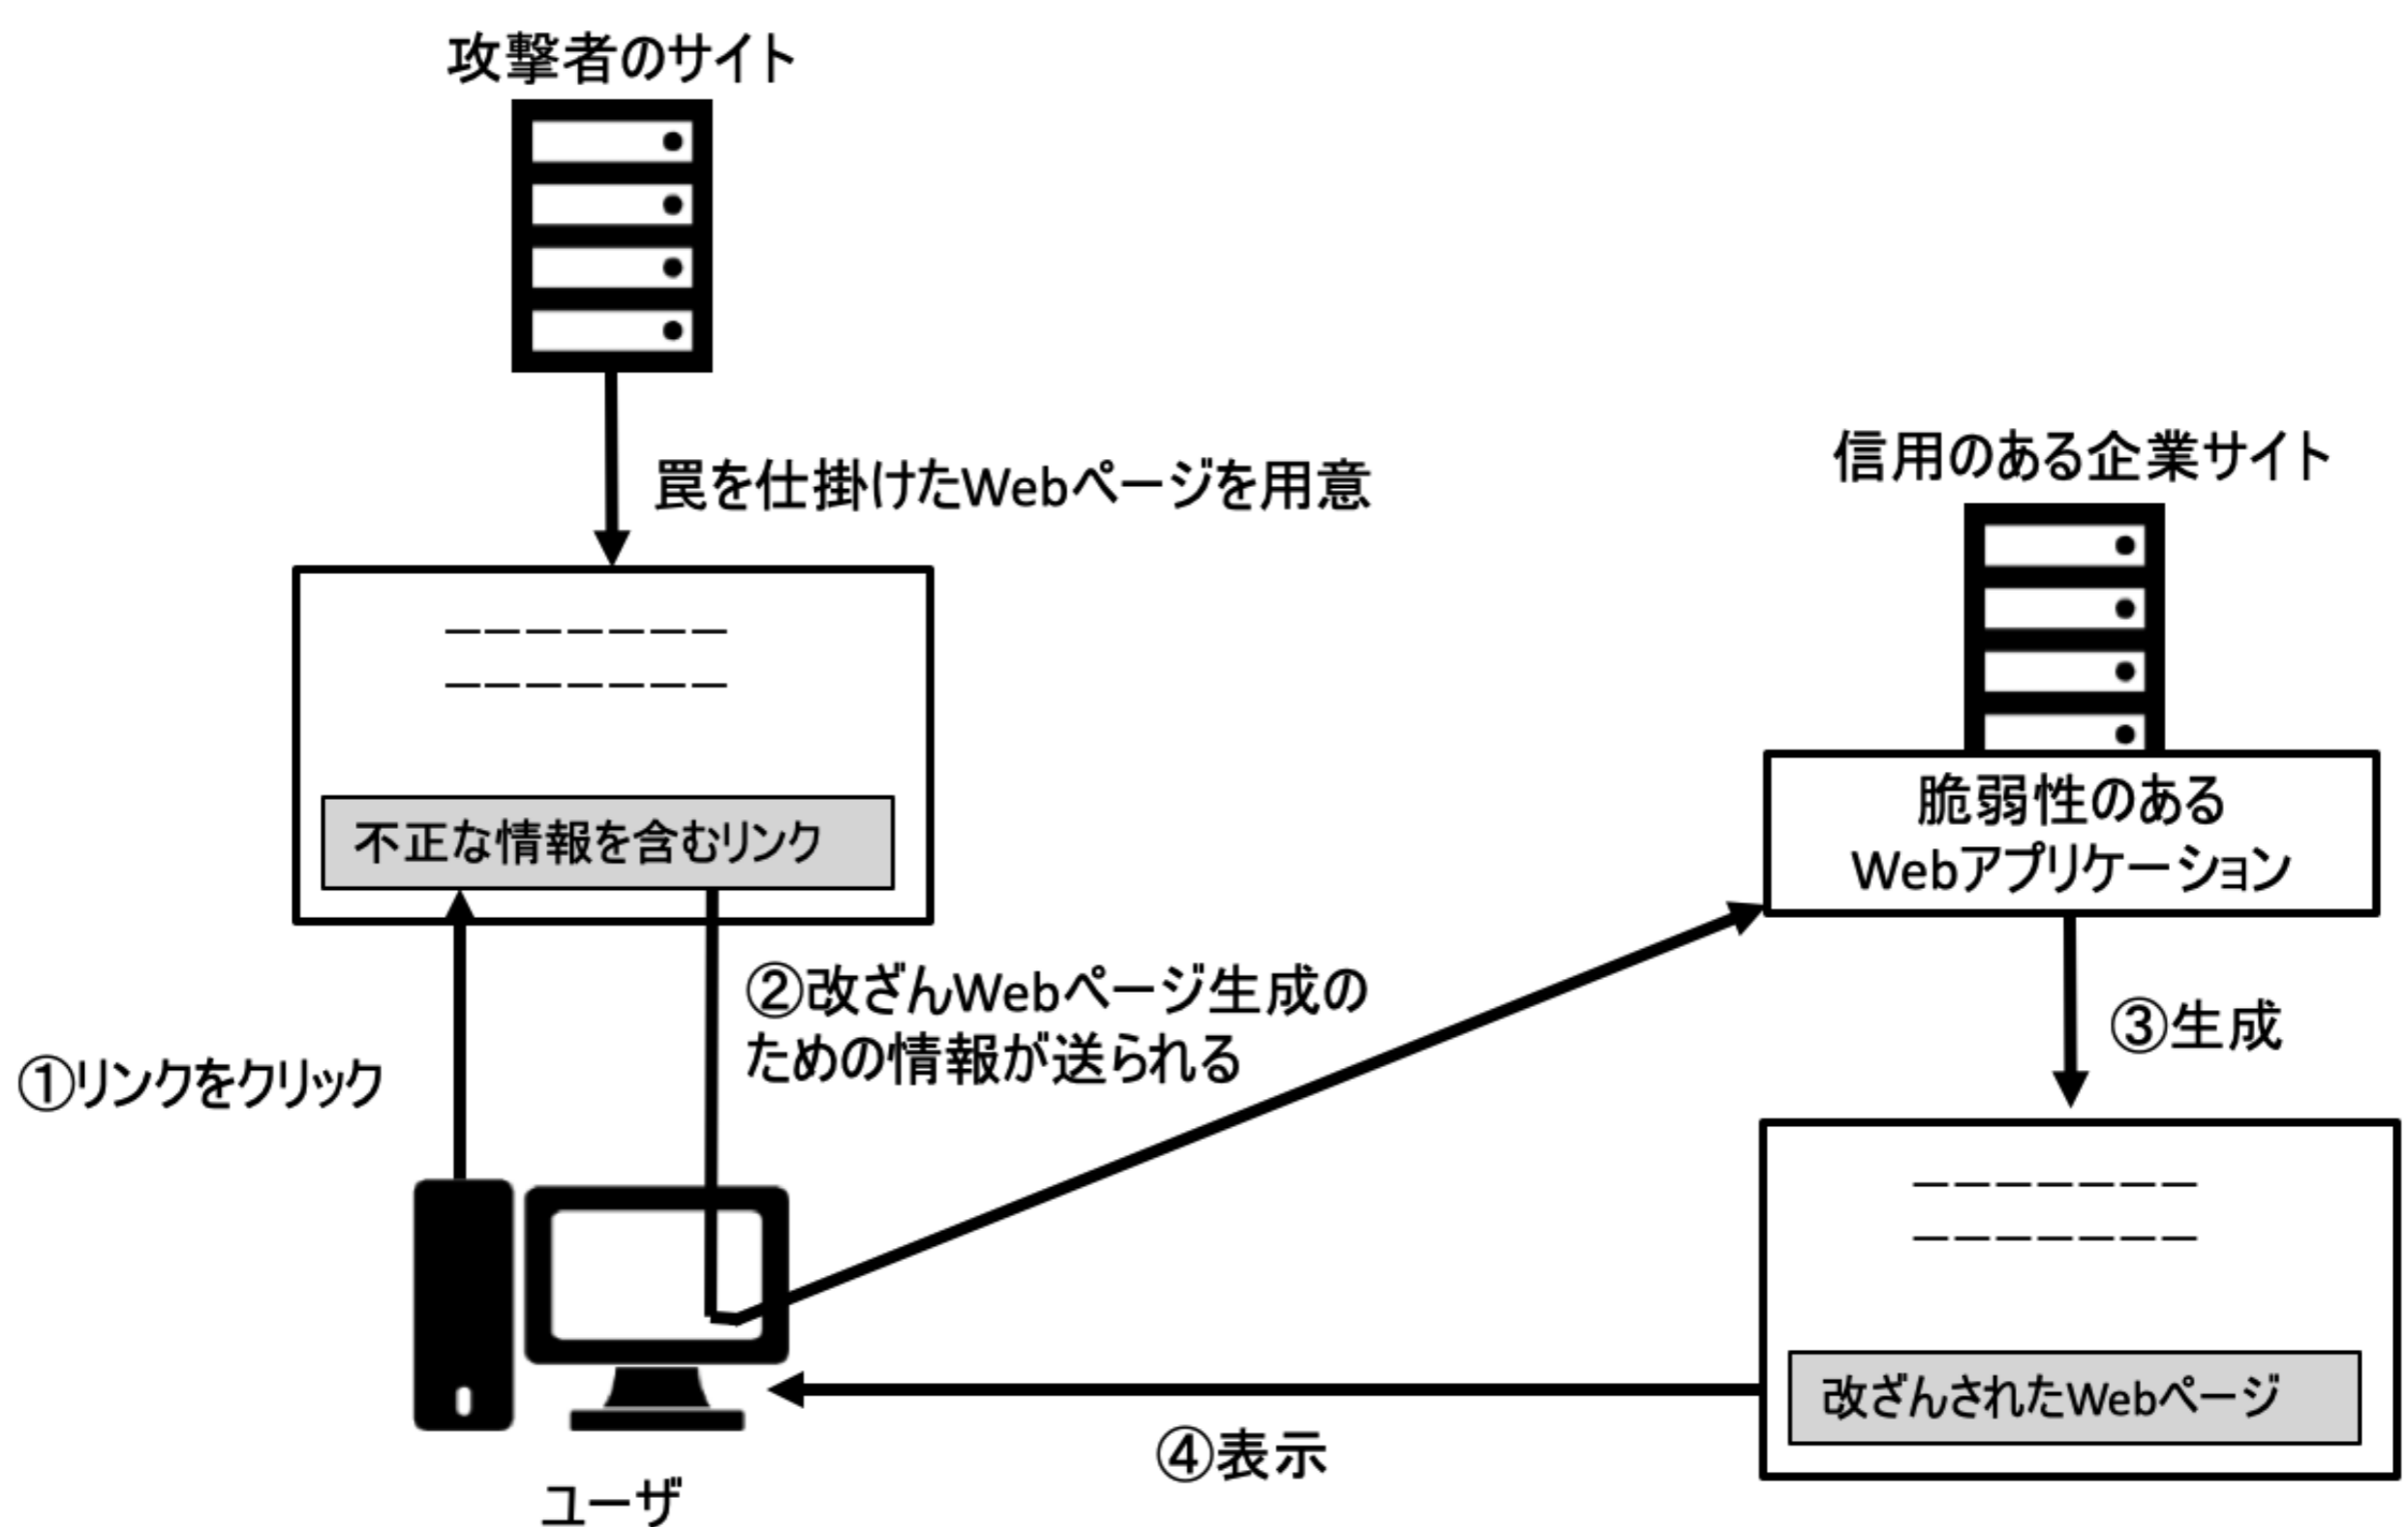 攻撃者のサイト
罠を仕掛けたWebページを用意
信用のある企業サイト
不正な情報を含むリンク
脆弱性のある
Webアプリケーション
②改ざんWebページ生成の
ための情報が送られる
①リンクをクリック
③生成
改ざんされたWebページ
④表示
ユーザ